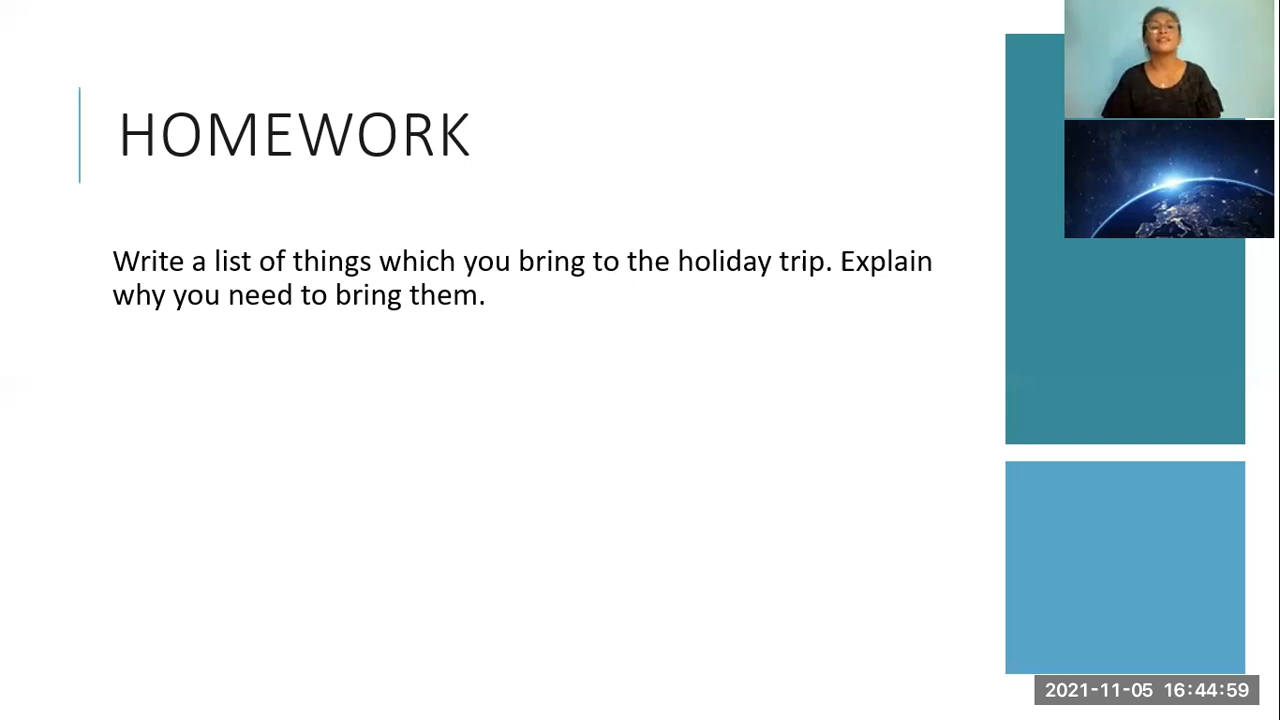 HOMEWORK
Write a list of things which you bring to the holiday trip. Explain
why you need to bring them.
2021-11-05 16:44:59